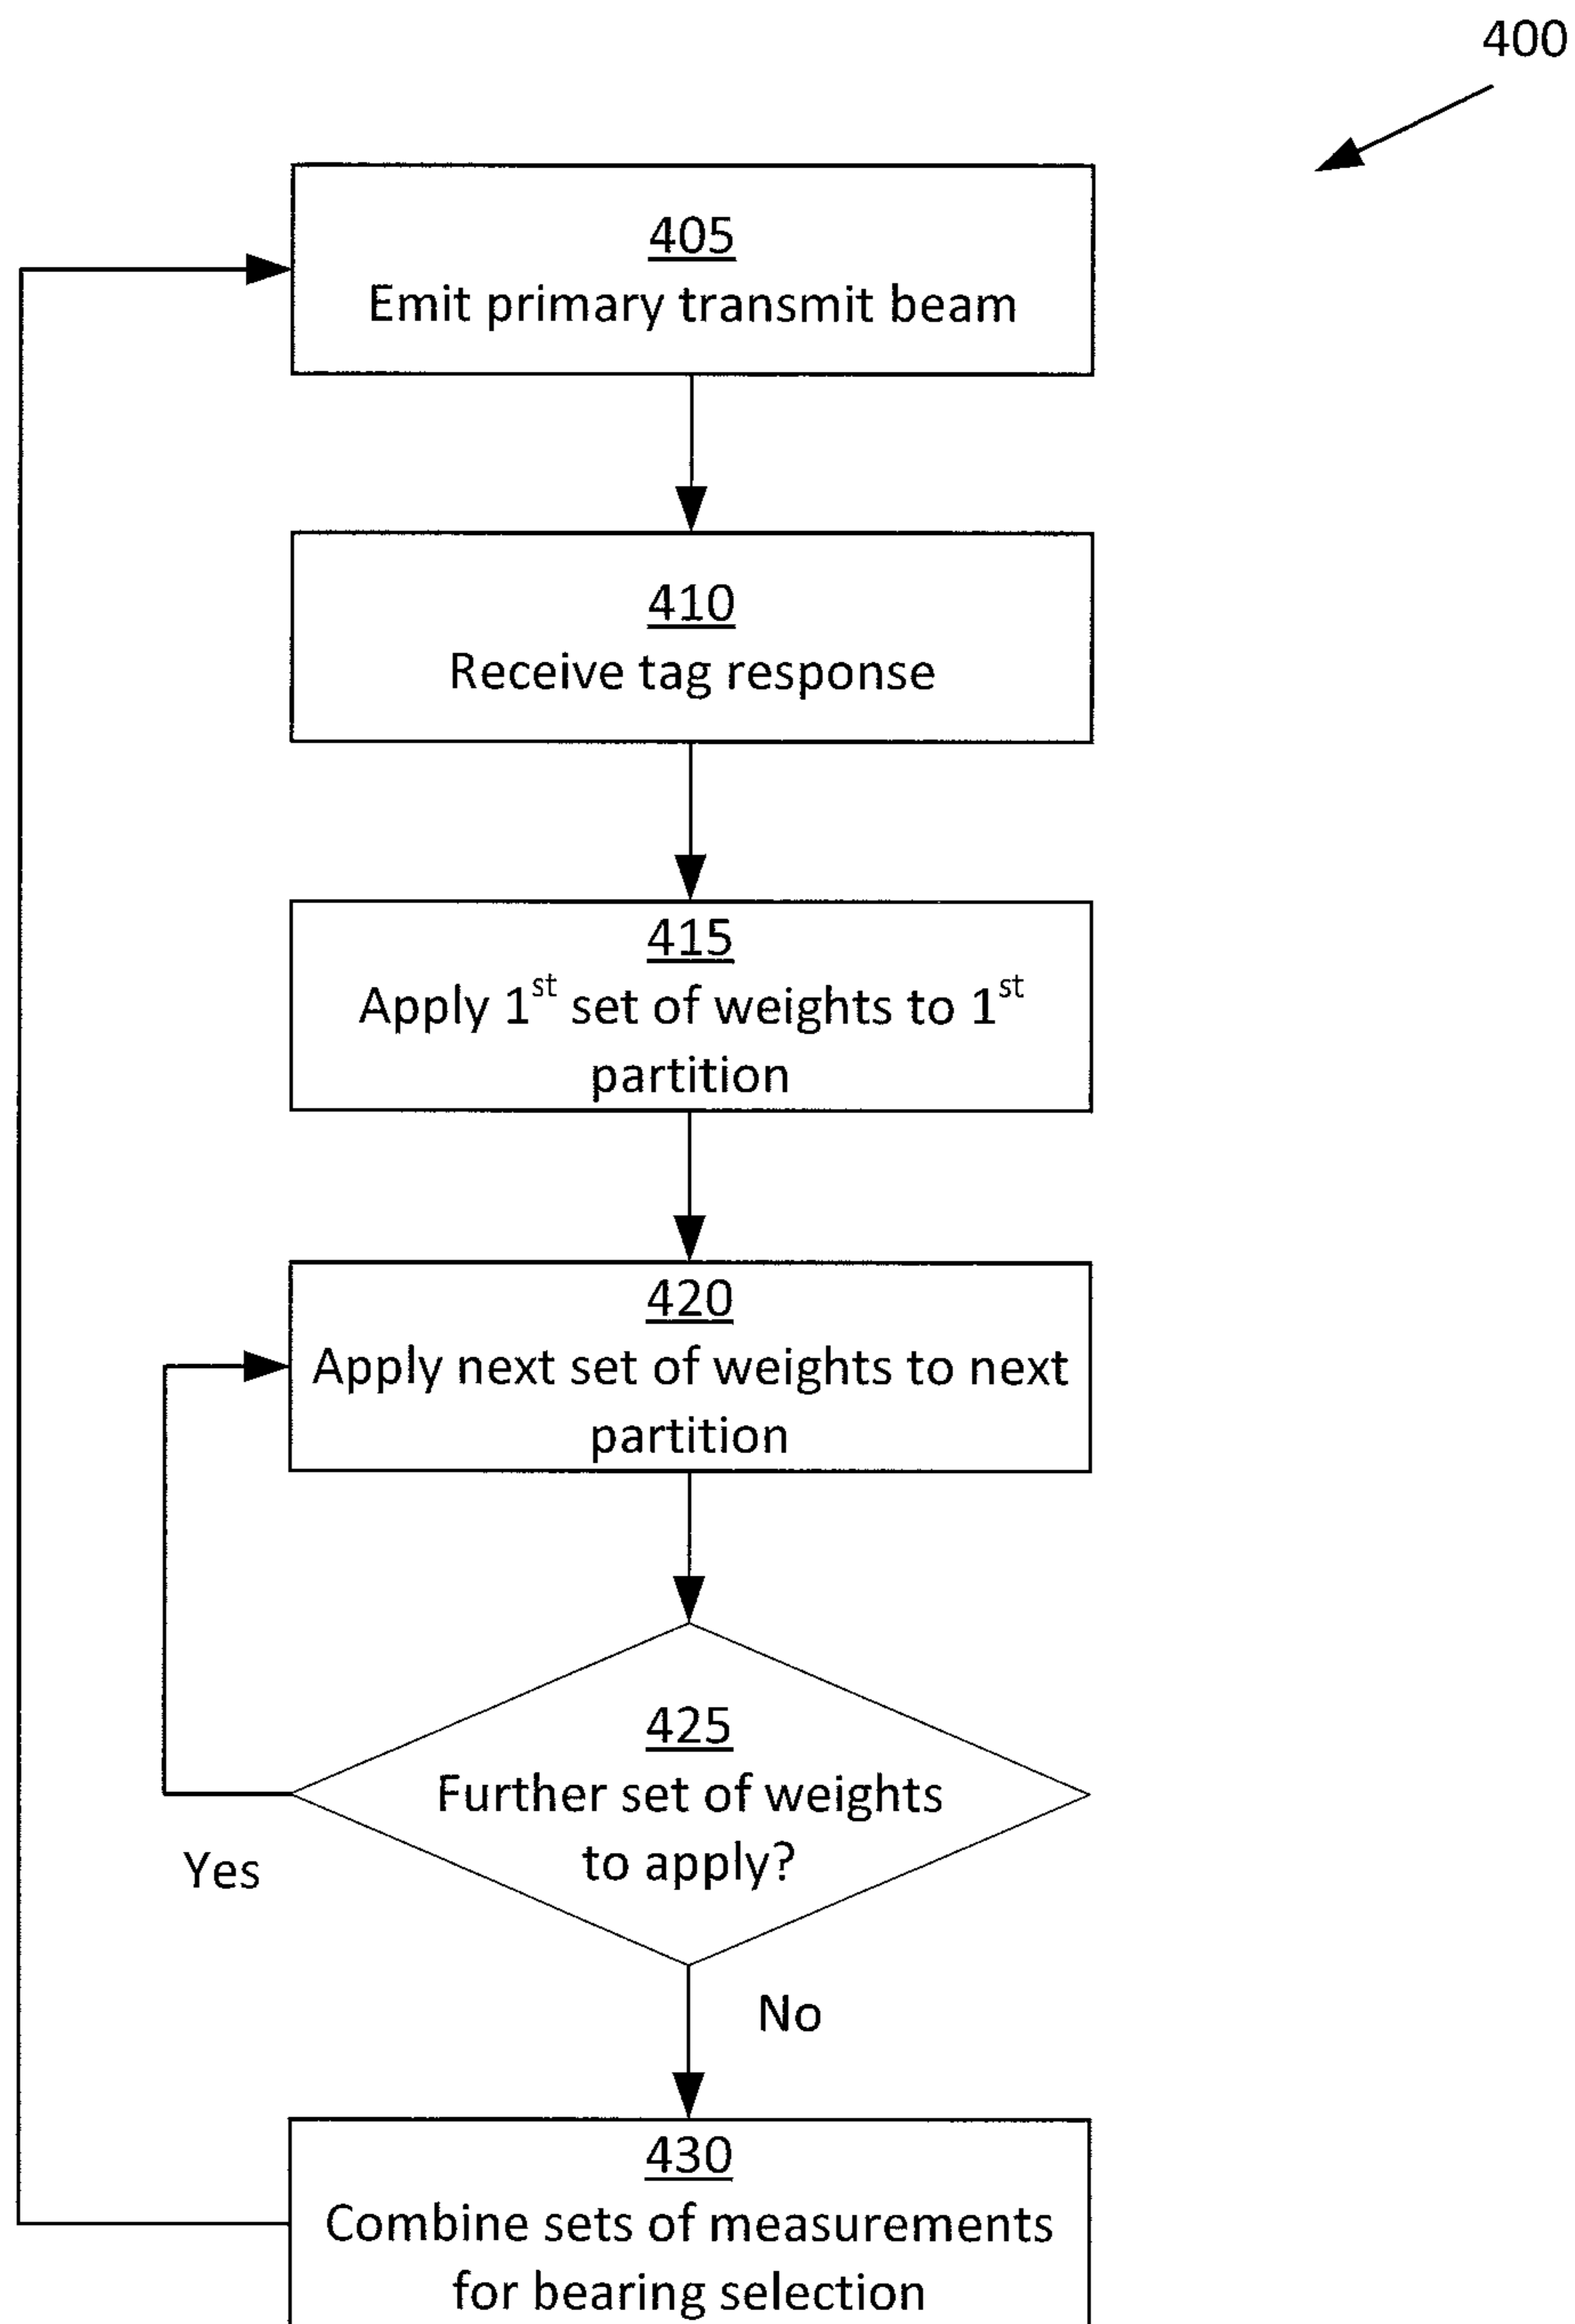 400
405
Emit primary transmit beam
410
Receive tag response
415
Apply 1st set of weights to 1st
partition
420
Apply next set of weights to next
partition
425
Further set of weights
to apply?
Yes
No
430
Combine sets of measurements
for bearing selection